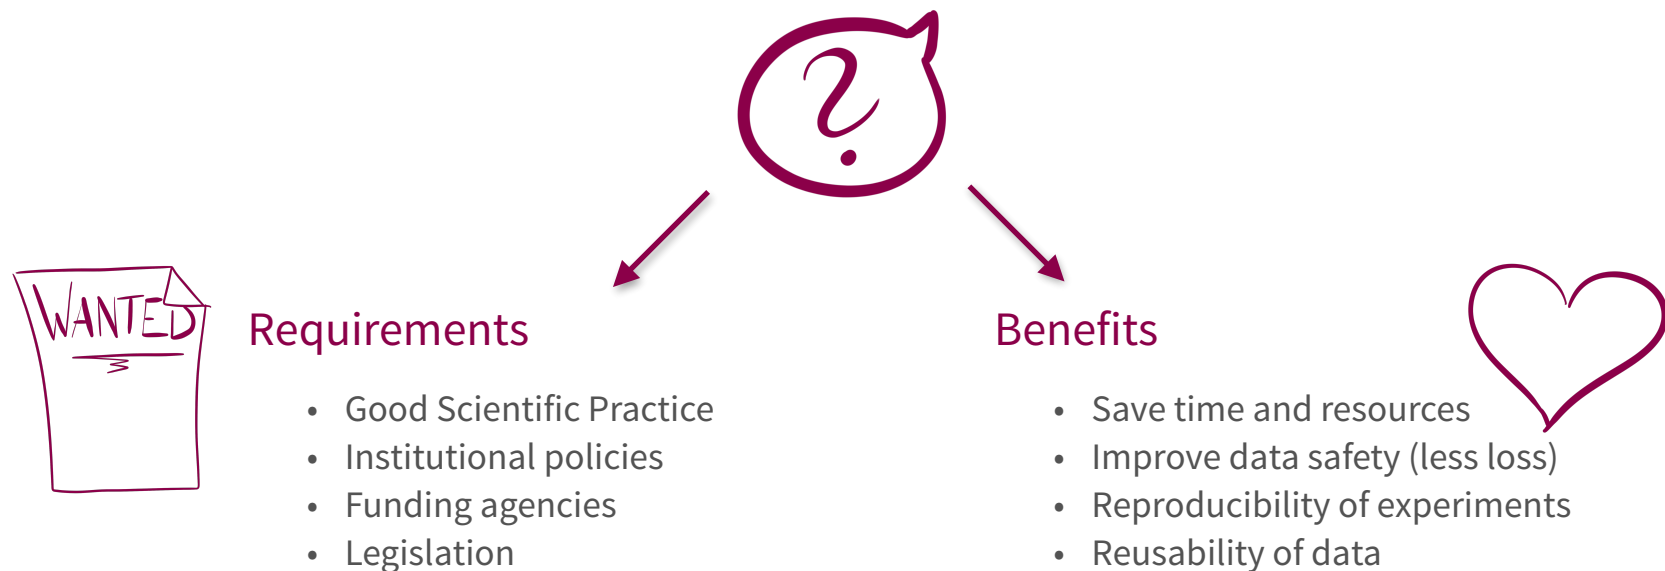 ?
WANTED
Requirements
• Good Scientific Practice
• Institutional policies
• Funding agencies
• Legislation
Benefits
• Save time and resources
• Improve data safety (less loss)
• Reproducibility of experiments
• Reusability of data